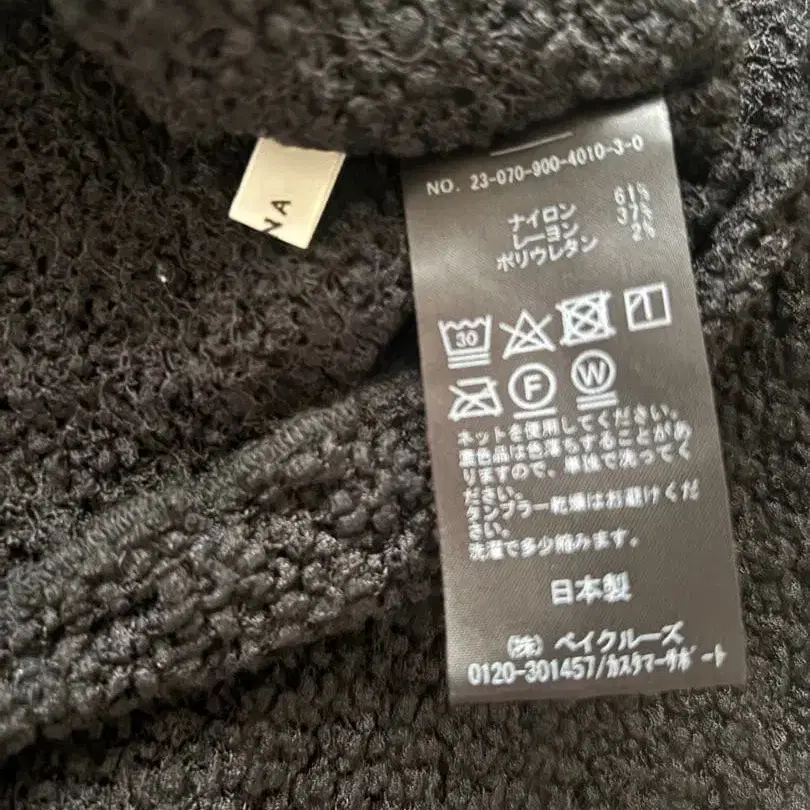 NA
NO. 23-070-900-4010-3-0
ナイロン 61%
レーヨン 37%
ポリウレタン 2%
30
F W
ネットを使用してください。
濃色品は色落ちすることがあ
りますので、単独で洗ってく
ださい。
タンブラー乾燥はお避けくだ
さい。
洗濯で多少縮みます。
日本製
(株) ベイクルーズ
0120-301457/カスタマーサポート